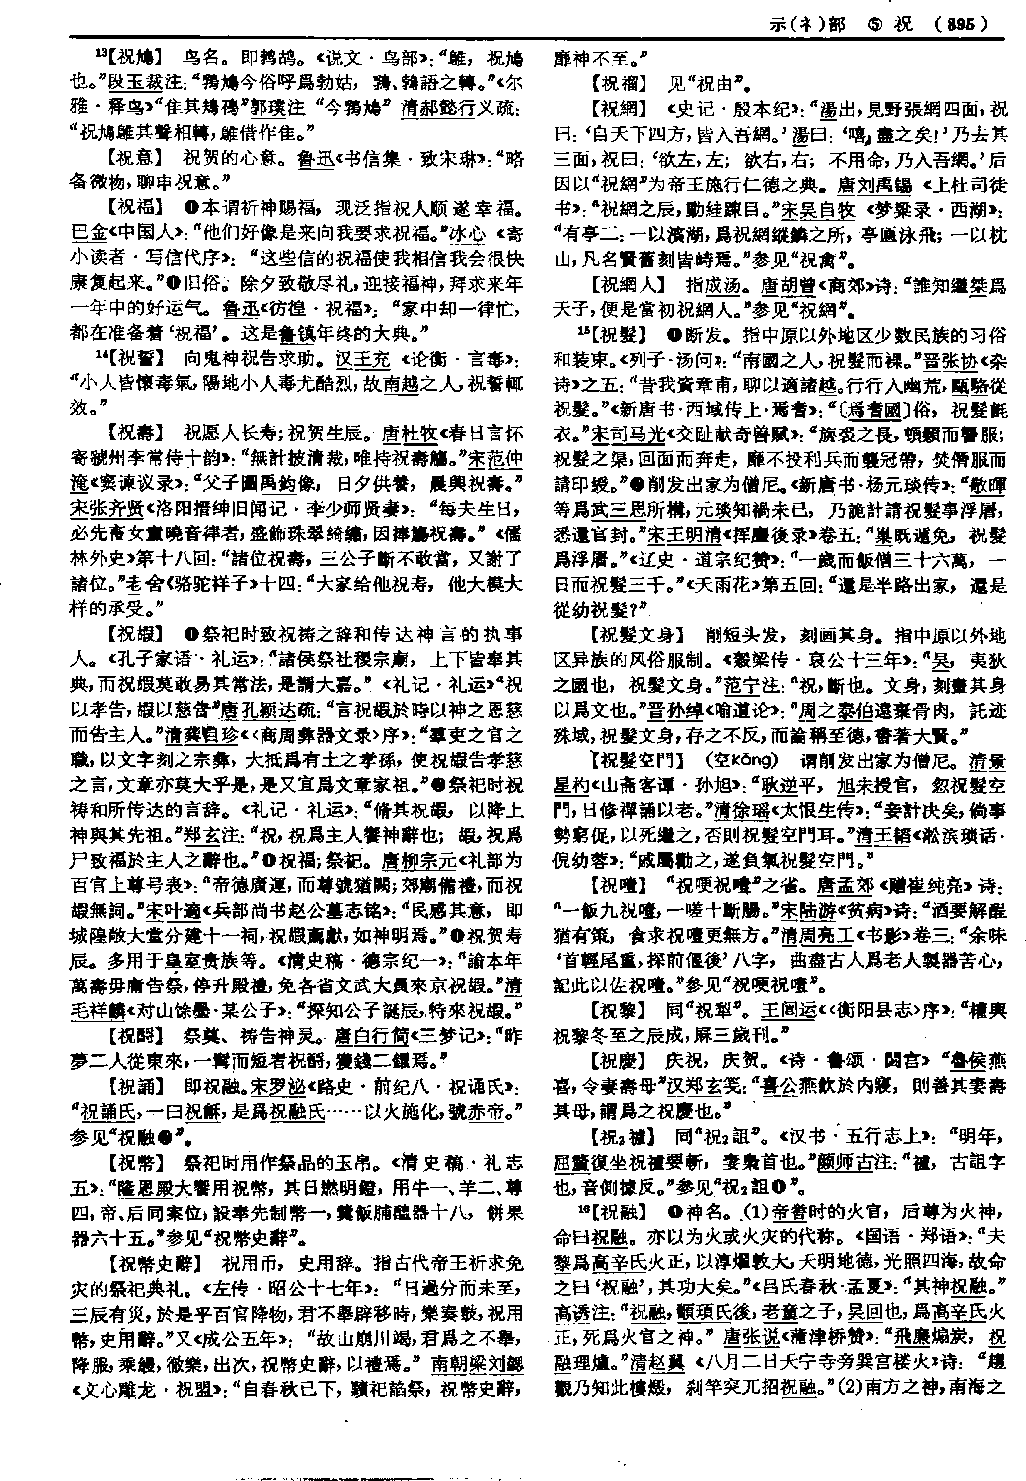 示(礻)部 ⑤ 祝 (895)
¹³【祝鳩】 鸟名。即鹁鸪。《说文·鸟部》：“鵻，祝鳩
也。”段玉裁注：“鵓鳩今俗呼爲勃姑，鵓、鵴語之轉。”《尔
雅·释鸟》“隹其鳺鴀”郭璞注“今鵓鳩”清郝懿行义疏：
“祝鳩鵻其聲相轉，鵻借作隹。”
【祝意】 祝贺的心意。鲁迅《书信集·致宋琳》：“略
备微物，聊申祝意。”
【祝福】 ❶本谓祈神赐福，现泛指祝人顺遂幸福。
巴金《中国人》：“他们好像是来向我要求祝福。”冰心《寄
小读者·写信代序》：“这些信的祝福使我相信我会很快
康复起来。”❷旧俗。除夕致敬尽礼，迎接福神，拜求来年
一年中的好运气。鲁迅《彷徨·祝福》：“家中却一律忙，
都在准备着‘祝福’。这是鲁镇年终的大典。”
¹⁴【祝誓】 向鬼神祝告求助。汉王充《论衡·言毒》：
“小人皆懷毒氣，陽地小人毒尤酷烈，故南越之人，祝誓輒
效。”
【祝壽】 祝愿人长寿；祝贺生辰。唐杜牧《春日言怀
寄虢州李常侍十韵》：“無計披清裁，唯持祝壽觴。”宋范仲
淹《窦谏议录》：“父子圖禹鈞像，日夕供養，晨興祝壽。”
宋张齐贤《洛阳搢绅旧闻记·李少师贤妻》：“每夫生日，
必先畜女童曉音律者，盛飾珠翠綺繡，因捧觴祝壽。”《儒
林外史》第十八回：“諸位祝壽，三公子斷不敢當，又謝了
諸位。”老舍《骆驼祥子》十四：“大家给他祝寿，他大模大
样的承受。”
【祝嘏】 ❶祭祀时致祝祷之辞和传达神言的执事
人。《孔子家语·礼运》：“諸侯祭社稷宗廟，上下皆奉其
典，而祝嘏莫敢易其常法，是謂大嘉。”《礼记·礼运》“祝
以孝告，嘏以慈告”唐孔颖达疏：“言祝嘏於時以神之恩慈
而告主人。”清龚自珍《〈商周彝器文录〉序》：“羣吏之官之
職，以文字刻之宗彝，大抵爲有土之孝孫，使祝嘏告孝慈
之言，文章亦莫大乎是，是又宜爲文章家祖。”❷祭祀时祝
祷和所传达的言辞。《礼记·礼运》：“脩其祝嘏，以降上
神與其先祖。”郑玄注：“祝，祝爲主人饗神辭也；嘏，祝爲
尸致福於主人之辭也。”❸祝福；祭祀。唐柳宗元《礼部为
百官上尊号表》：“帝德廣運，而尊號猶闕；郊廟備禮，而祝
嘏無詞。”宋叶適《兵部尚书赵公墓志铭》：“民感其意，即
城隍敞大堂分建十一祠，祝嘏薦獻，如神明焉。”❹祝贺寿
辰。多用于皇室贵族等。《清史稿·德宗纪一》：“諭本年
萬壽毋庸告祭，停升殿禮，免各省文武大員來京祝嘏。”清
毛祥麟《对山馀墨·某公子》：“探知公子誕辰，特來祝嘏。”
【祝酹】 祭奠、祷告神灵。唐白行简《三梦记》：“昨
夢二人從東來，一髯而短者祝酹，獲錢二鐶焉。”
【祝誦】 即祝融。宋罗泌《路史·前纪八·祝诵氏》：
“祝誦氏，一曰祝龢，是爲祝融氏……以火施化，號赤帝。”
参见“祝融❷”。
【祝幣】 祭祀时用作祭品的玉帛。《清史稿·礼志
五》：“隆恩殿大饗用祝幣，其日燃明鐙，用牛一、羊二、尊
四，帝、后同案位；設奉先制幣一，羹飯脯醢器十八，餅果
器六十五。”参见“祝幣史辭”。
【祝幣史辭】 祝用币，史用辞。指古代帝王祈求免
灾的祭祀典礼。《左传·昭公十七年》：“日過分而未至，
三辰有災，於是乎百官降物，君不舉，辟移時，樂奏鼓，祝用
幣，史用辭。”又《成公五年》：“故山崩川竭，君爲之不舉，
降服，乘縵，徹樂，出次，祝幣史辭，以禮焉。”南朝梁刘勰
《文心雕龙·祝盟》：“自春秋已下，黷祀諂祭，祝幣史辭，
靡神不至。”
【祝禂】 见“祝由”。
【祝網】 《史记·殷本纪》：“湯出，見野張網四面，祝
曰：‘自天下四方，皆入吾網。’湯曰：‘嘻，盡之矣！’乃去其
三面，祝曰：‘欲左，左；欲右，右；不用命，乃入吾網。’后
因以“祝網”为帝王施行仁德之典。唐刘禹锡《上杜司徒
书》：“祝網之辰，動絓踈目。”宋吴自牧《梦粱录·西湖》：
“有亭二：一以濱湖，爲祝網縱鱗之所，亭匾泳飛；一以枕
山，凡名賢舊刻皆峙焉。”参见“祝禽”。
【祝網人】 指成汤。唐胡曾《商郊》诗：“誰知繼桀爲
天子，便是當初祝網人。”参见“祝網”。
¹⁵【祝髮】 ❶断发。指中原以外地区少数民族的习俗
和装束。《列子·汤问》：“南國之人，祝髮而裸。”晋张协《杂
诗》之五：“昔我資章甫，聊以適諸越。行行入幽荒，甌駱從
祝髮。”《新唐书·西域传上·焉耆》：“〔焉耆國〕俗，祝髮氈
衣。”宋司马光《交趾献奇兽赋》：“旃裘之長，頓顙而響服；
祝髮之渠，回面而奔走，靡不投利兵而襲冠帶，焚僭服而
請印綬。”❷削发出家为僧尼。《新唐书·杨元琰传》：“敬暉
等爲武三思所構，元琰知禍未已，乃詭計請祝髮事浮屠，
悉還官封。”宋王明清《挥麈後录》卷五：“巢既遁免，祝髮
爲浮屠。”《辽史·道宗纪赞》：“一歲而飯僧三十六萬，一
日而祝髮三千。”《天雨花》第五回：“還是半路出家，還是
從幼祝髮？”
【祝髮文身】 削短头发，刻画其身。指中原以外地
区异族的风俗服制。《穀梁传·哀公十三年》：“吴，夷狄
之國也，祝髮文身。”范宁注：“祝，斷也。文身，刻畫其身
以爲文也。”晋孙绰《喻道论》：“周之泰伯遠棄骨肉，託迹
殊域，祝髮文身，存之不反，而論稱至德，書著大賢。”
【祝髮空門】 (空kōng) 谓削发出家为僧尼。清景
星杓《山斋客谭·孙旭》：“耿逆平，旭未授官，忽祝髮空
門，日修禪誦以老。”清徐瑶《太恨生传》：“妾計决矣，倘事
勢窮促，以死繼之，否則祝髮空門耳。”清王韬《淞滨琐话·
倪幼蓉》：“戚屬勸之，遂負氣祝髮空門。”
【祝噎】 “祝哽祝噎”之省。唐孟郊《赠崔纯亮》诗：
“一飯九祝噎，一嗟十斷腸。”宋陆游《贫病》诗：“酒要解酲
猶有策，食求祝噎更無方。”清周亮工《书影》卷三：“余昧
‘首輕尾重，探前偃後’八字，曲盡古人爲老人製器苦心，
記此以佐祝噎。”参见“祝哽祝噎”。
【祝黎】 同“祝犁”。王闿运《〈衡阳县志〉序》：“權輿
祝黎冬至之辰成，厤三歲刊。”
【祝慶】 庆祝，庆贺。《诗·鲁颂·閟宫》“魯侯燕
喜，令妻壽母”汉郑玄笺：“喜公燕飲於内寢，則善其妻壽
其母，謂爲之祝慶也。”
【祝₂禠】 同“祝₂詛”。《汉书·五行志上》：“明年，
屈釐復坐祝禠要斬，妻梟首也。”颜师古注：“禠，古詛字
也，音側據反。”参见“祝₂詛❶”。
¹⁶【祝融】 ❶神名。(1)帝喾时的火官，后尊为火神，
命曰祝融。亦以为火或火灾的代称。《国语·郑语》：“夫
黎爲高辛氏火正，以淳燿敦大，天明地德，光照四海，故命
之曰‘祝融’，其功大矣。”《吕氏春秋·孟夏》：“其神祝融。”
高诱注：“祝融，顓頊氏後，老童之子，吴回也，爲高辛氏火
正，死爲火官之神。”唐张说《蒲津桥赞》：“飛廉煽炭，祝
融理爐。”清赵翼《八月二日天宁寺旁巽宫楼火》诗：“趨
觀乃知此樓燬，刹竿突兀招祝融。”(2)南方之神，南海之